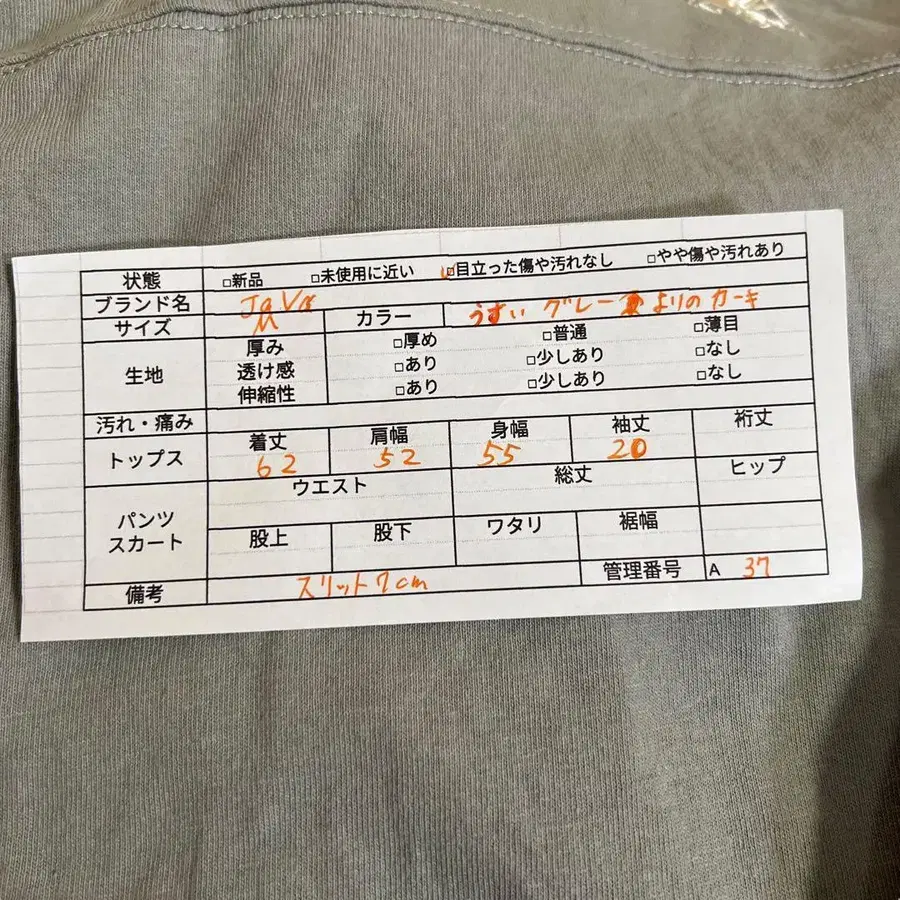 状態 □新品 □未使用に近い □目立った傷や汚れなし □やや傷や汚れあり
ブランド名 JaVa
サイズ M カラー うすい グレー よりの カーキ
生地 厚み □厚め □普通 □薄目
透け感 □あり □少しあり □なし
伸縮性 □あり □少しあり □なし
汚れ・痛み
トップス 着丈 肩幅 身幅 袖丈 裄丈
62 52 55 20
パンツ スカート ウエスト 総丈 ヒップ
股上 股下 ワタリ 裾幅
備考 スリット7cm 管理番号 A 37